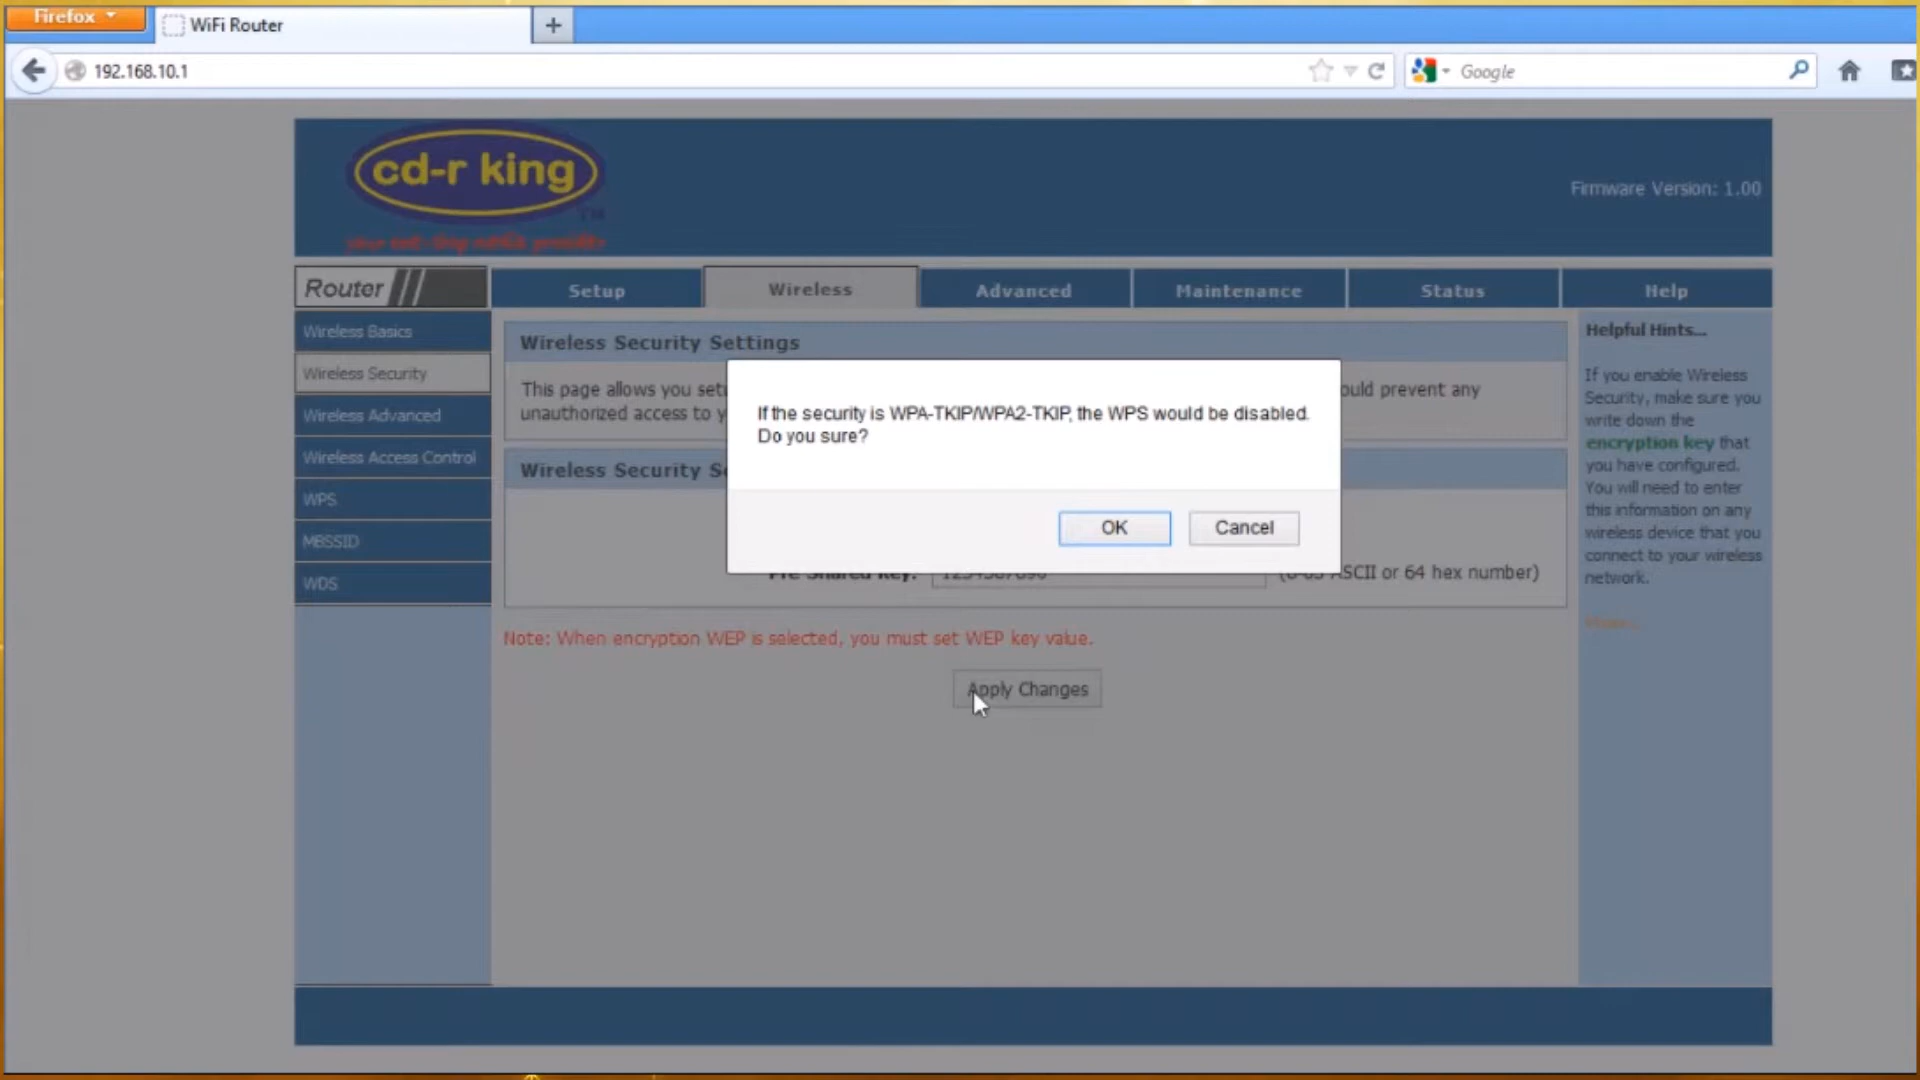 Firefox
WiFi Router
192.168.10.1
Google
cd-r king
TM
Firmware Version: 1.00
Router
Setup
Wireless
Advanced
Maintenance
Status
Help
Wireless Basics
Wireless Security
Wireless Advanced
Wireless Access Control
WPS
MBSSID
WDS
Wireless Security Settings
This page allows you
ould prevent any
unauthorized access to
Wireless Security
If the security is WPA-TKIP/WPA2-TKIP, the WPS would be disabled.
Do you sure?
OK
Cancel
Pre Shared Key:
1234567890
ASCII or 64 hex number)
Note: When encryption WEP is selected, you must set WEP key value.
Apply Changes
Helpful Hints...
If you enable Wireless
Security, make sure you
write down the
encryption key that
you have configured.
You will need to enter
this information on any
wireless device that you
connect to your wireless
network.